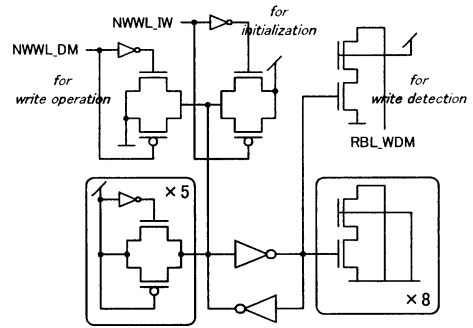 NWWL_IW
for
initialization
NWWL_DM
for
write operation
for
write detection
RBL_WDM
×5
×8